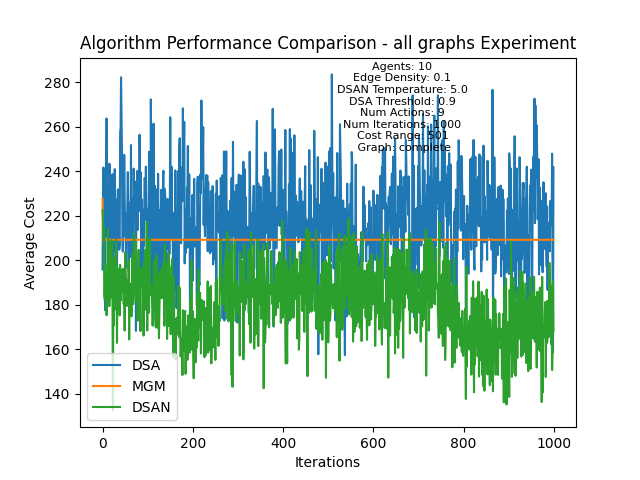 Algorithm Performance Comparison - all graphs Experiment
Agents: 10
Edge Density: 0.1
DSAN Temperature: 5.0
DSA Threshold: 0.9
Num Actions: 9
Num Iterations: 1000
Cost Range: 501
Graph: complete
280
260
240
220
200
180
160
140
Average Cost
DSA
MGM
DSAN
0
200
400
600
800
1000
Iterations